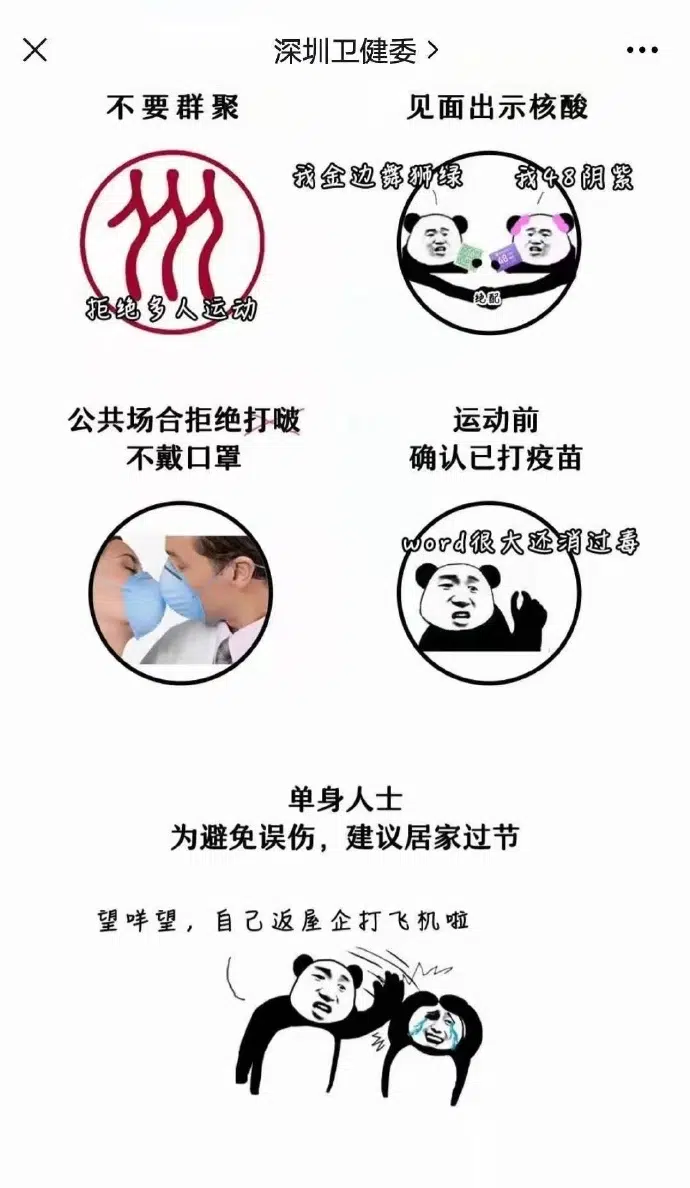 深圳卫健委
不要群聚
见面出示核酸
我金边舞狮绿
我48阴紫
拒绝多人运动
48
绝配
公共场合拒绝打啵
不戴口罩
运动前
确认已打疫苗
word很大还消过毒
单身人士
为避免误伤，建议居家过节
望咩望，自己返屋企打飞机啦